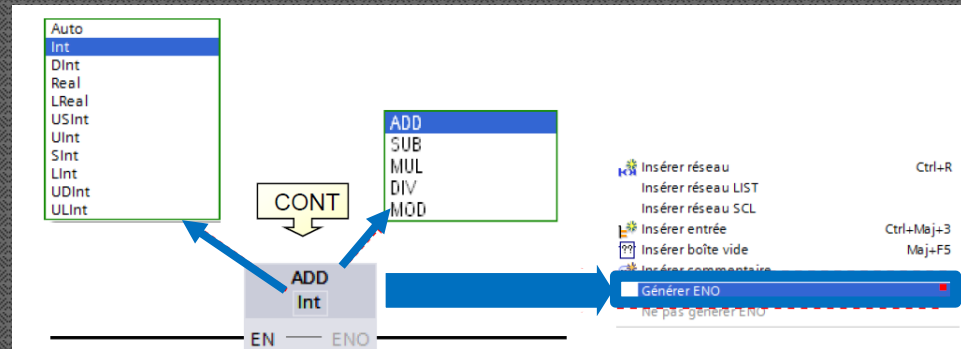 Auto
Int
DInt
Real
LReal
USInt
UInt
SInt
LInt
UDInt
ULInt
ADD
SUB
MUL
DIV
MOD
CONT
ADD
Int
EN ENO
Insérer réseau Ctrl+R
Insérer réseau LIST
Insérer réseau SCL
Insérer entrée Ctrl+Maj+3
?? Insérer boîte vide Maj+F5
Insérer commentaire
Générer ENO
Ne pas générer ENO